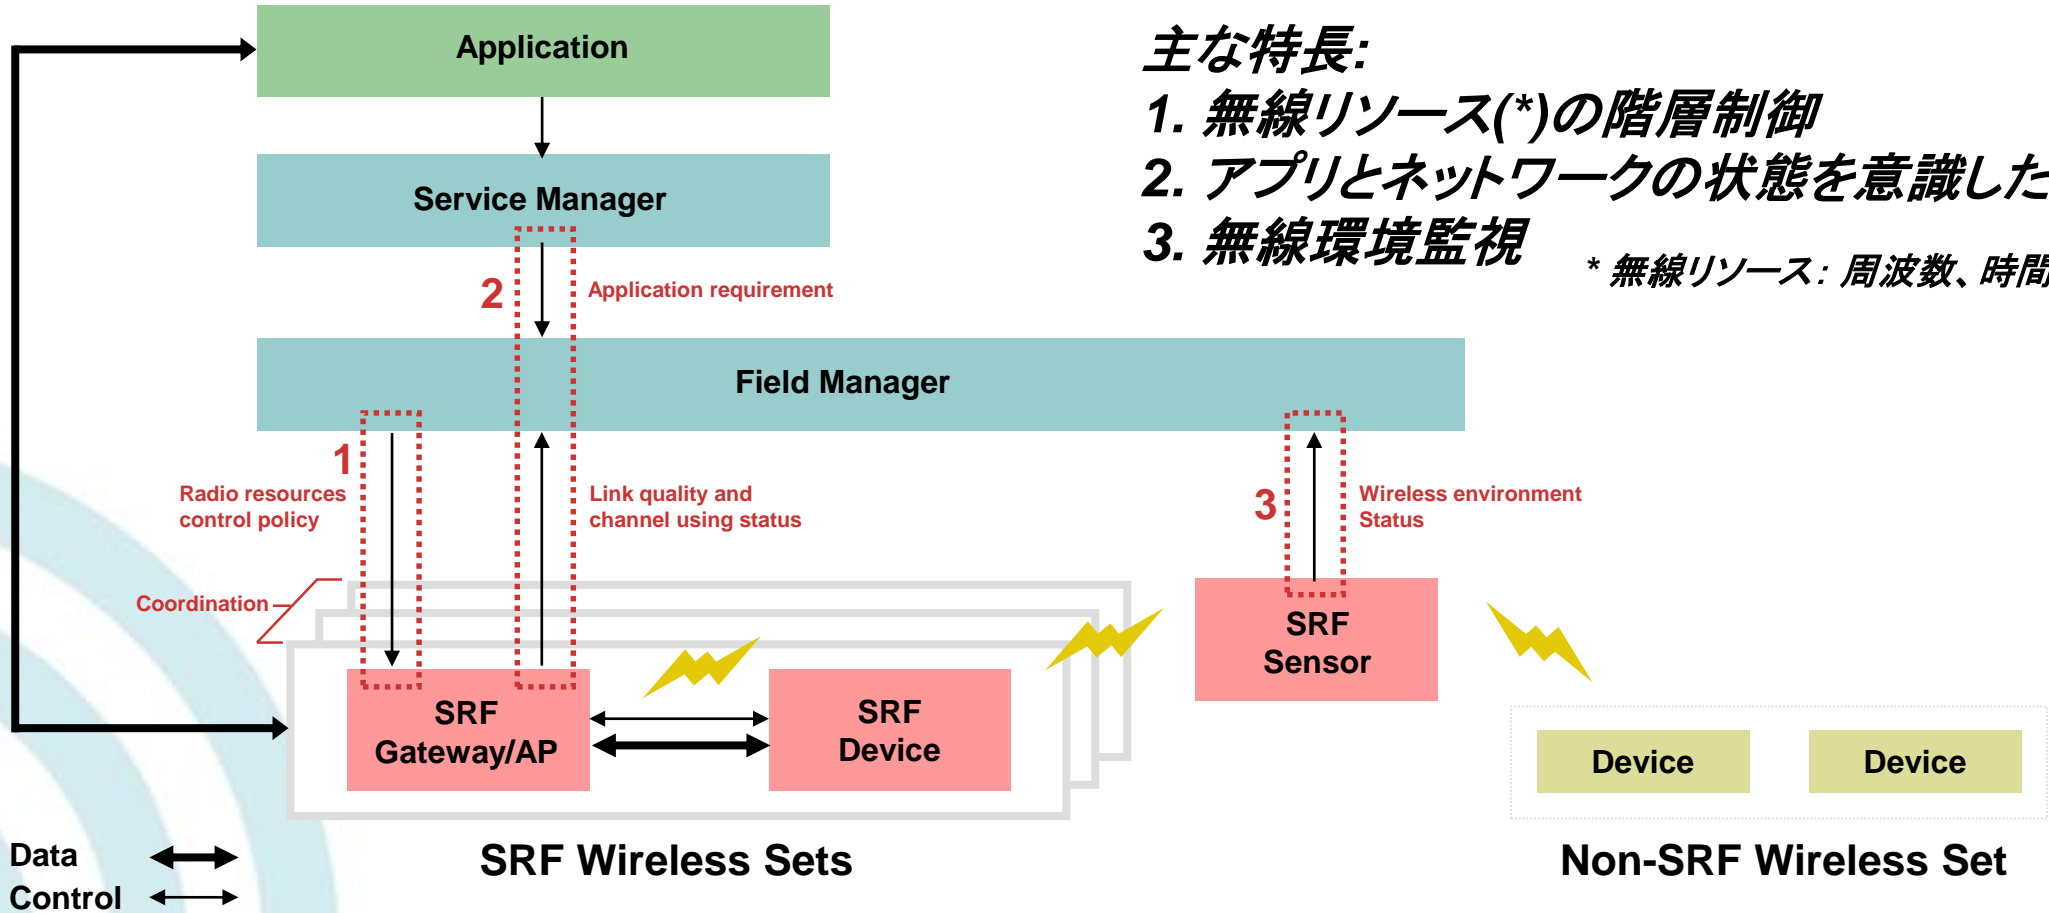 Application
主な特長:
1. 無線リソース(*)の階層制御
2. アプリとネットワークの状態を意識した
3. 無線環境監視
* 無線リソース: 周波数、時間
Service Manager
2
Application requirement
Field Manager
1
Radio resources
control policy
Link quality and
channel using status
3
Wireless environment
Status
Coordination
SRF
Sensor
SRF
Gateway/AP
SRF
Device
Device
Device
SRF Wireless Sets
Non-SRF Wireless Set
Data
Control